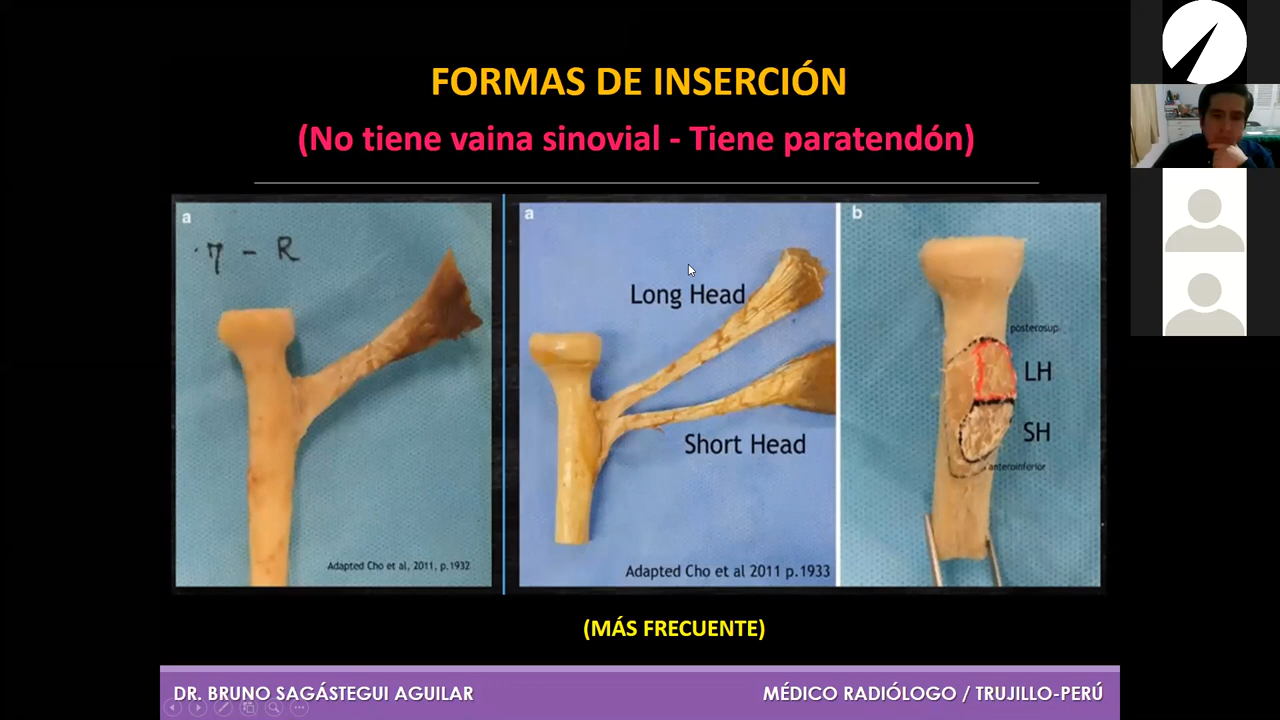 FORMAS DE INSERCIÓN
(No tiene vaina sinovial - Tiene paratendón)
a
·7 - R
Adapted Cho et al, 2011, p.1932
a
Long Head
Short Head
Adapted Cho et al 2011 p.1933
b
posterosup.
LH
SH
anteroinferior
(MÁS FRECUENTE)
DR. BRUNO SAGÁSTEGUI AGUILAR
MÉDICO RADIÓLOGO / TRUJILLO-PERÚ